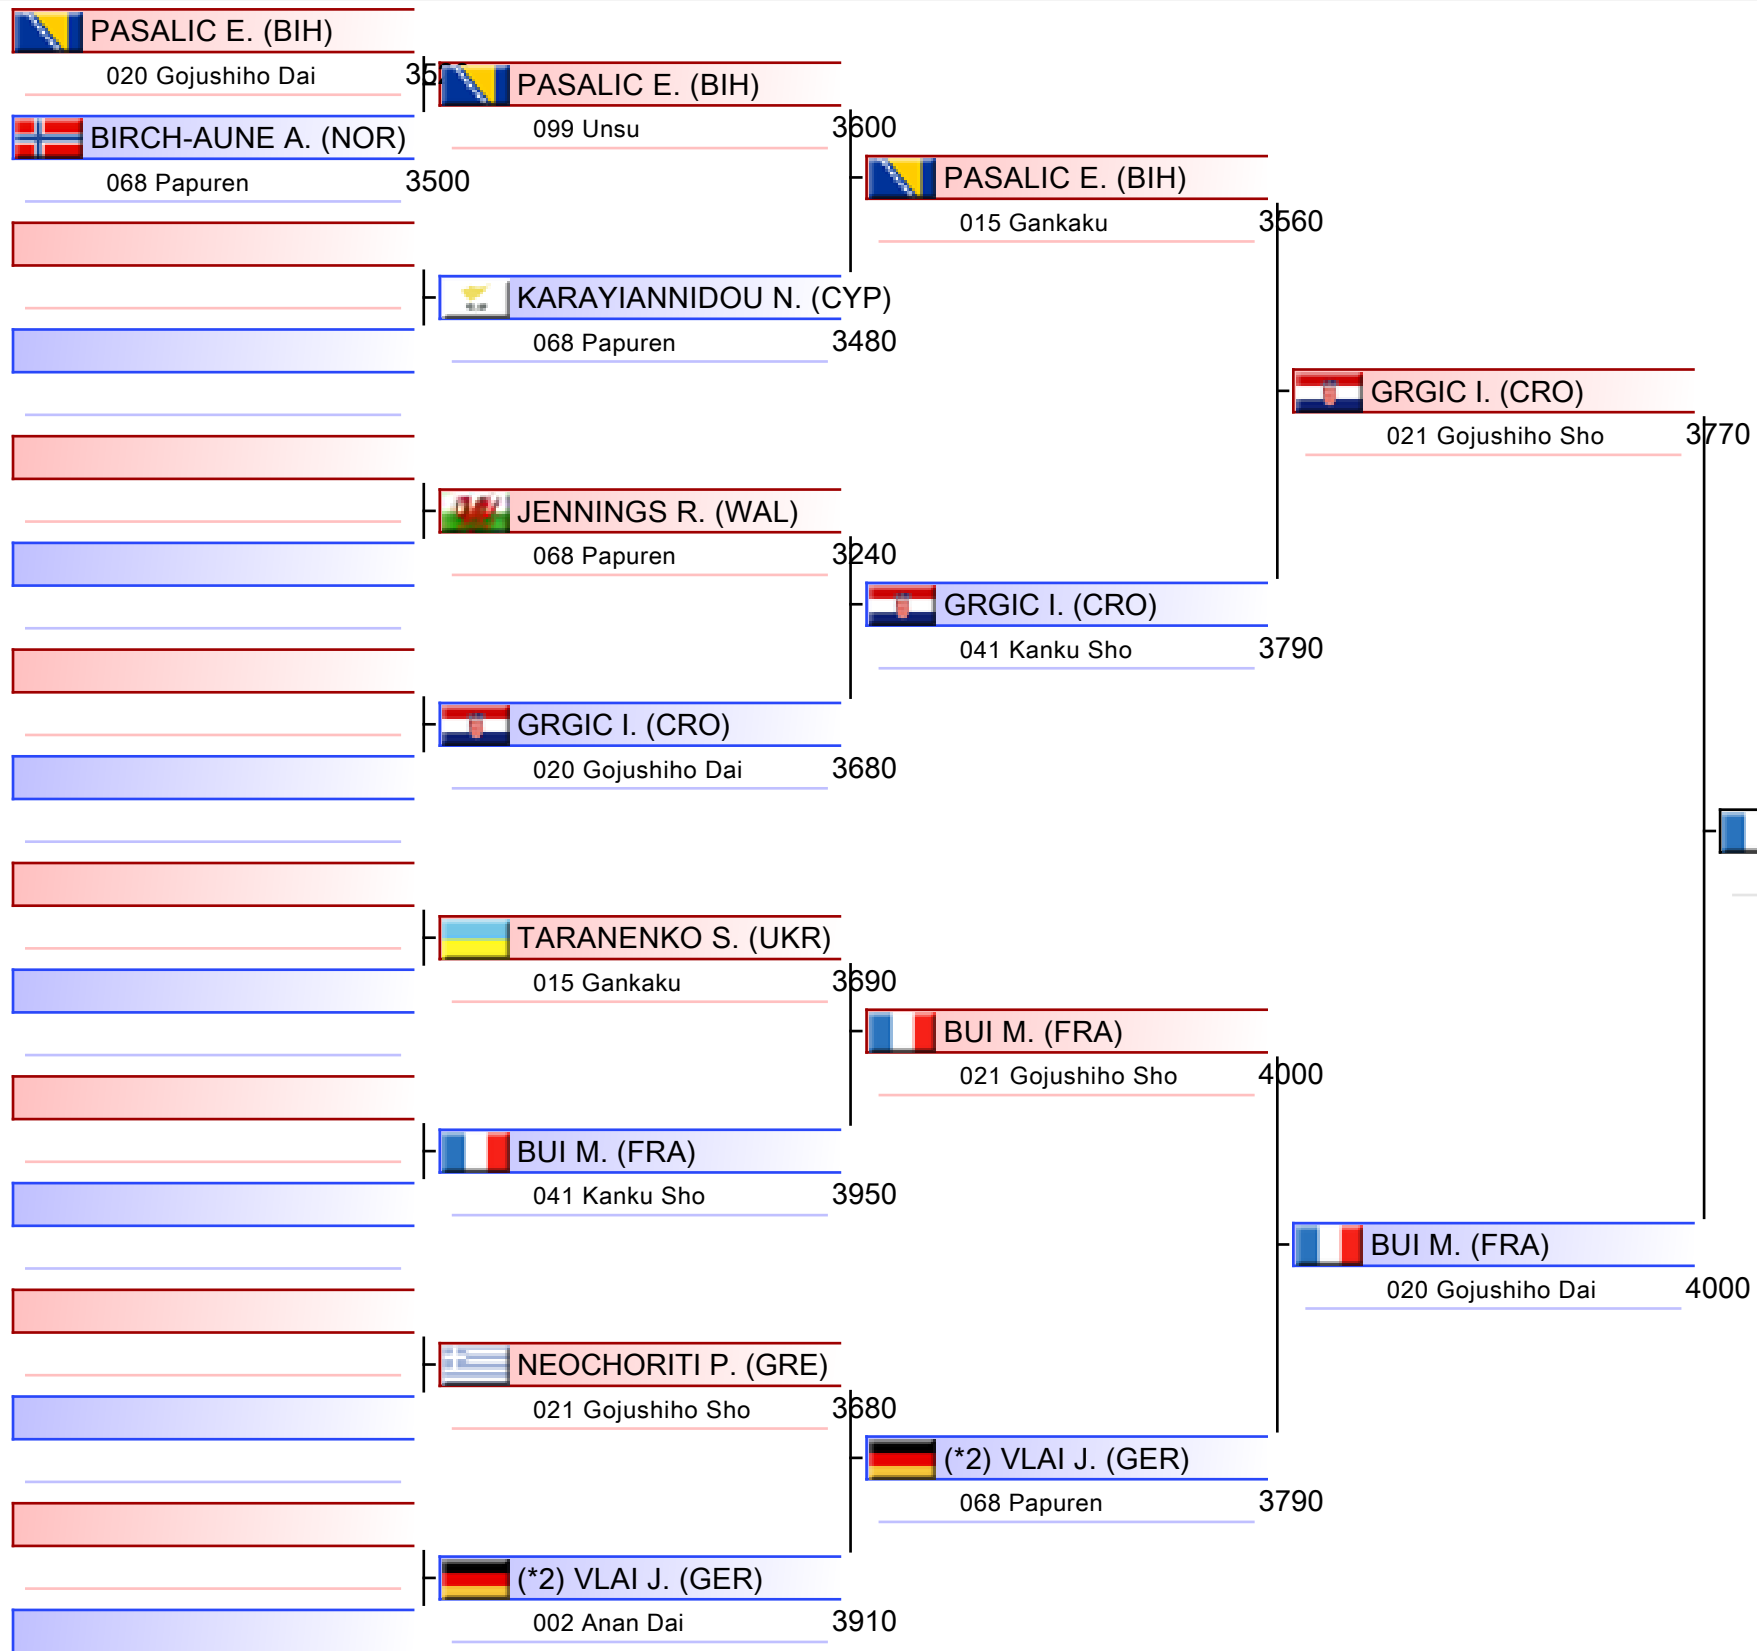 PASALIC E. (BIH)
020 Gojushiho Dai
BIRCH-AUNE A. (NOR)
068 Papuren 3500
PASALIC E. (BIH)
099 Unsu 3600
KARAYIANNIDOU N. (CYP)
068 Papuren 3480
JENNINGS R. (WAL)
068 Papuren 3240
GRGIC I. (CRO)
020 Gojushiho Dai 3680
TARANENKO S. (UKR)
015 Gankaku 3690
BUI M. (FRA)
041 Kanku Sho 3950
NEOCHORITI P. (GRE)
021 Gojushiho Sho 3680
(*2) VLAI J. (GER)
002 Anan Dai 3910
PASALIC E. (BIH)
015 Gankaku 3560
GRGIC I. (CRO)
041 Kanku Sho 3790
BUI M. (FRA)
021 Gojushiho Sho 4000
(*2) VLAI J. (GER)
068 Papuren 3790
GRGIC I. (CRO)
021 Gojushiho Sho 3770
BUI M. (FRA)
020 Gojushiho Dai 4000